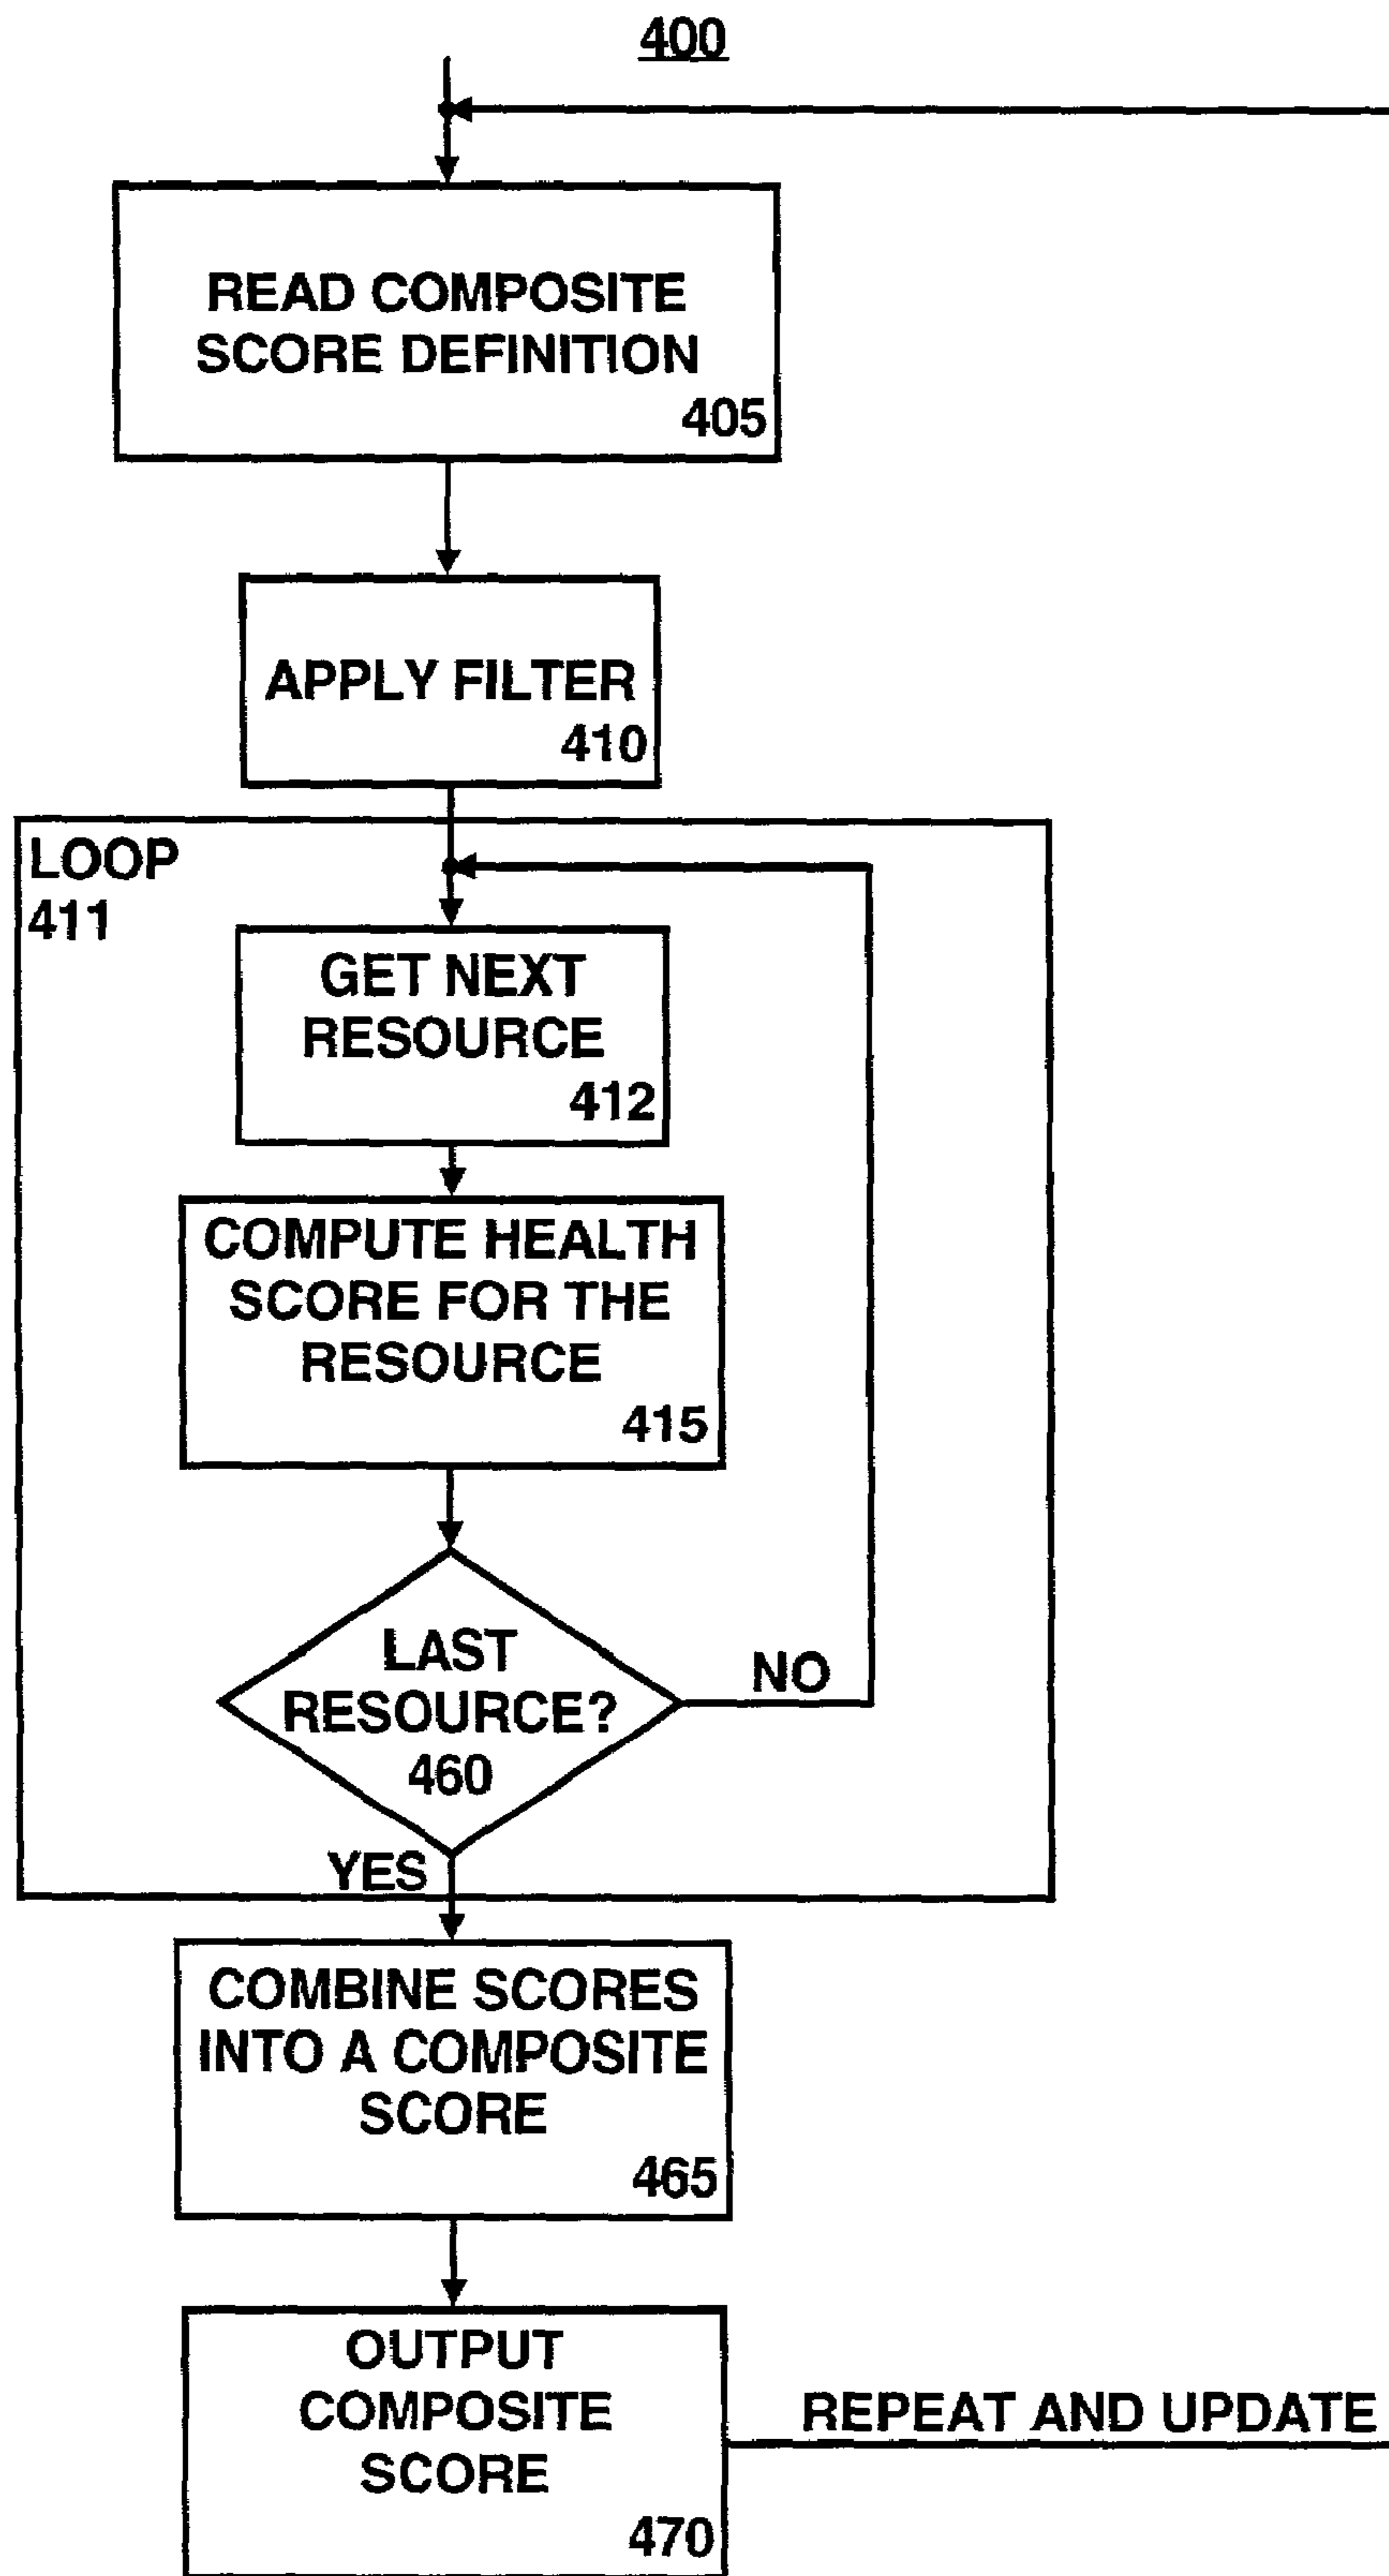 400
READ COMPOSITE
SCORE DEFINITION
405
APPLY FILTER
410
LOOP
411
GET NEXT
RESOURCE
412
COMPUTE HEALTH
SCORE FOR THE
RESOURCE
415
LAST
RESOURCE?
460
NO
YES
COMBINE SCORES
INTO A COMPOSITE
SCORE
465
OUTPUT
COMPOSITE
SCORE
470
REPEAT AND UPDATE